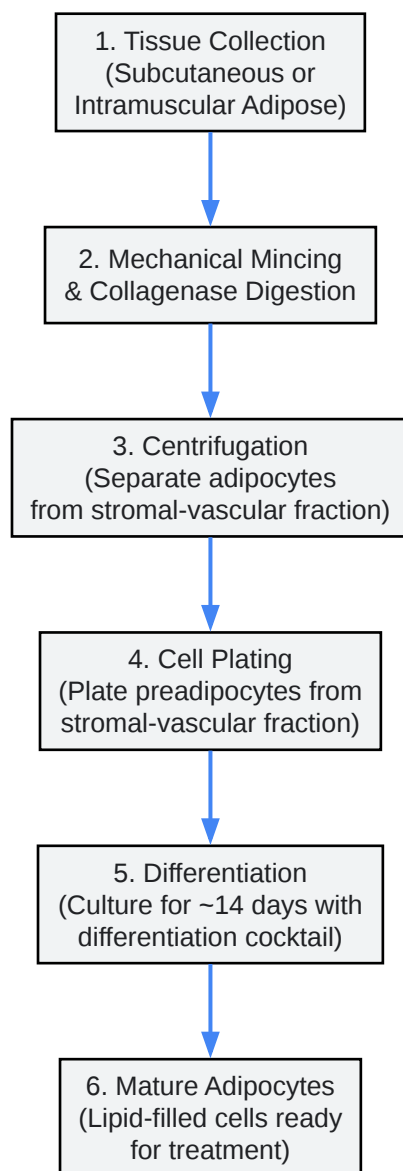 1. Tissue Collection
(Subcutaneous or
Intramuscular Adipose)
2. Mechanical Mincing
& Collagenase Digestion
3. Centrifugation
(Separate adipocytes
from stromal-vascular fraction)
4. Cell Plating
(Plate preadipocytes from
stromal-vascular fraction)
5. Differentiation
(Culture for ~14 days with
differentiation cocktail)
6. Mature Adipocytes
(Lipid-filled cells ready
for treatment)